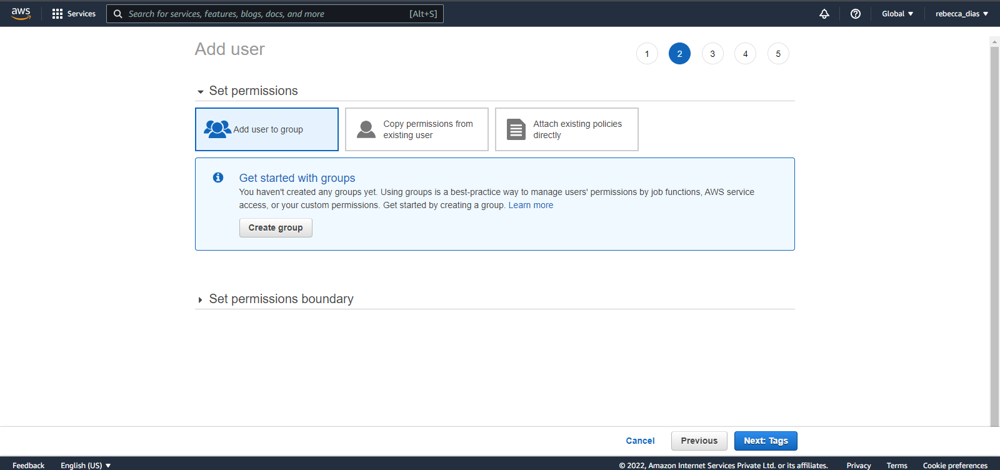 aws
Services
Search for services, features, blogs, docs, and more [Alt+S]
Global
rebecca_dias
Add user
1 2 3 4 5
Set permissions
Add user to group
Copy permissions from
existing user
Attach existing policies
directly
Get started with groups
You haven't created any groups yet. Using groups is a best-practice way to manage users' permissions by job functions, AWS service
access, or your custom permissions. Get started by creating a group. Learn more
Create group
Set permissions boundary
Cancel
Previous
Next: Tags
Feedback
English (US)
© 2022, Amazon Internet Services Private Ltd. or its affiliates.
Privacy
Terms
Cookie preferences